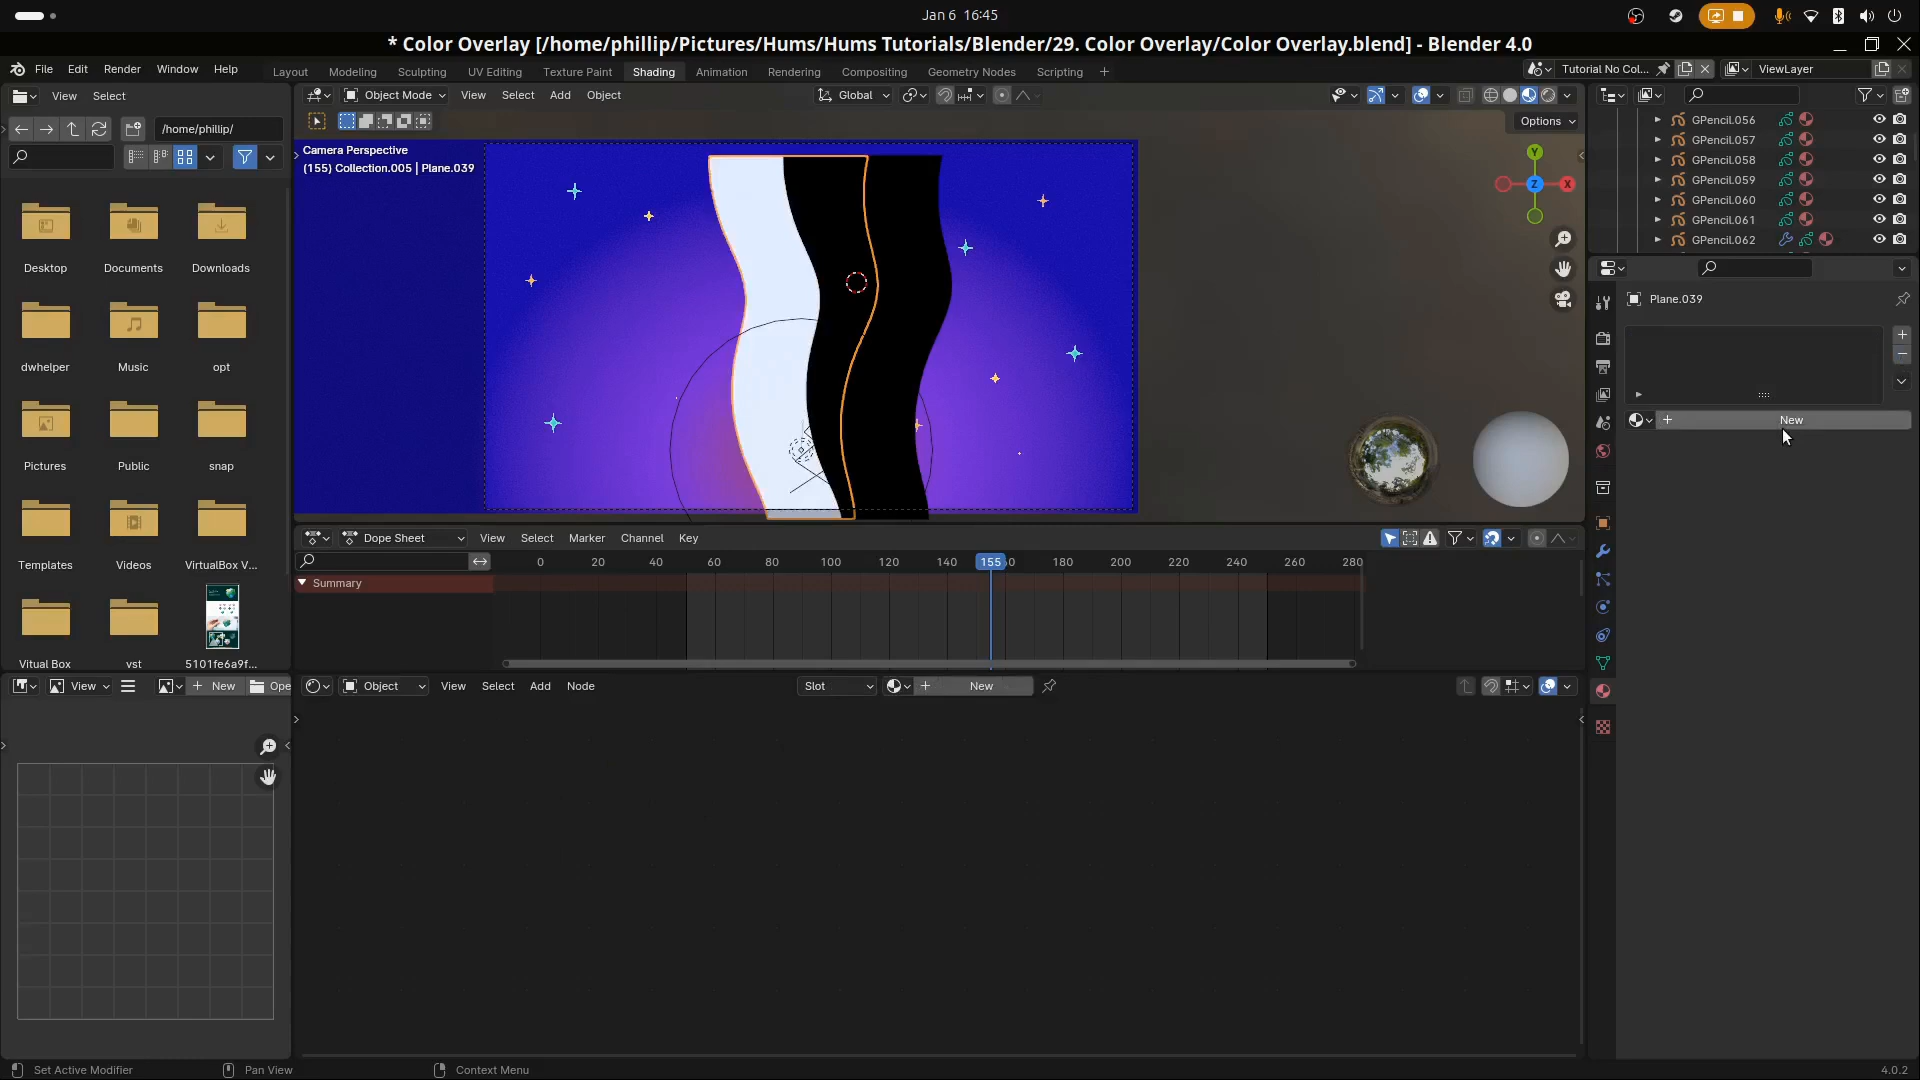 Jan 6 16:45
* Color Overlay [/home/phillip/Pictures/Hums/Hums Tutorials/Blender/29. Color Overlay/Color Overlay.blend] - Blender 4.0
File Edit Render Window Help
Layout Modeling Sculpting UV Editing Texture Paint Shading Animation Rendering Compositing Geometry Nodes Scripting
Tutorial No Col... ViewLayer
View Select
Object Mode View Select Add Object
Global
/home/phillip/
Options
Camera Perspective
(155) Collection.005 | Plane.039
Y
Z
X
GPencil.056
GPencil.057
GPencil.058
GPencil.059
GPencil.060
GPencil.061
GPencil.062
Plane.039
New
Desktop Documents Downloads
dwhelper Music opt
Pictures Public snap
Templates Videos VirtualBox V...
Vitual Box vst 5101fe6a9f...
Dope Sheet View Select Marker Channel Key
0 20 40 60 80 100 120 140 155 0 180 200 220 240 260 280
Summary
View New Ope
Object View Select Add Node Slot New
Set Active Modifier Pan View Context Menu
4.0.2